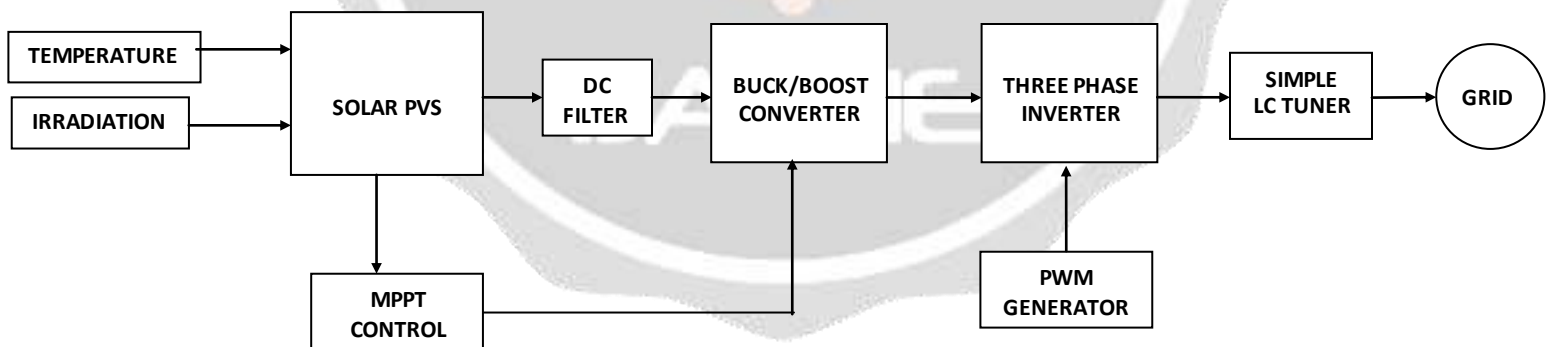 TEMPERATURE
IRRADIATION
SOLAR PVS
DC
FILTER
BUCK/BOOST
CONVERTER
THREE PHASE
INVERTER
SIMPLE
LC TUNER
GRID
MPPT
CONTROL
PWM
GENERATOR